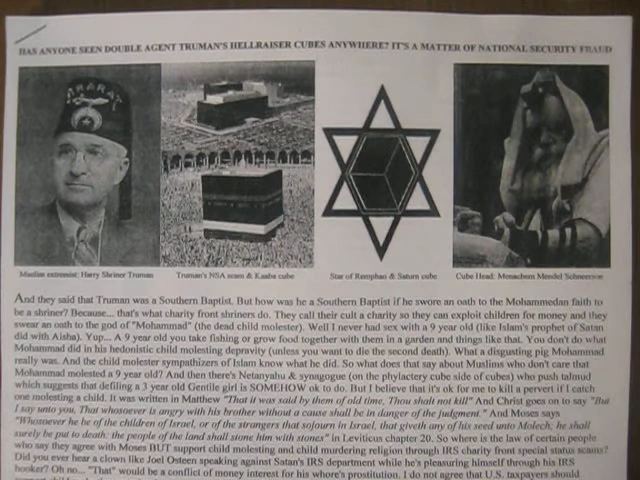 HAS ANYONE SEEN DOUBLE AGENT TRUMAN'S HELLRAISER CUBES ANYWHERE? IT'S A MATTER OF NATIONAL SECURITY FRAUD
ARARAT
Muslim extremist: Harry Shriner Truman
Truman's NSA scam & Kaaba cube
Star of Remophao & Saturn cube
Cube Head: Menachem Mendel Schneerson
And they said that Truman was a Southern Baptist. But how was he a Southern Baptist if he swore an oath to the Mohammedan faith to
be a shriner? Because... that's what charity front shriners do. They call their cult a charity so they can exploit children for money and they
swear an oath to the god of "Mohammad" (the dead child molester). Well I never had sex with a 9 year old (like Islam's prophet of Satan
did with Aisha). Yup... A 9 year old you take fishing or grow food together with them in a garden and things like that. You don't do what
Mohammad did in his hedonistic child molesting depravity (unless you want to die the second death). What a disgusting pig Mohammad
really was. And the child molester sympathizers of Islam know what he did. So what does that say about Muslims who don't care that
Mohammad molested a 9 year old? And then there's Netanyahu & synagogue (on the phylactery cube side of cubes) who push talmud
which suggests that defiling a 3 year old Gentile girl is SOMEHOW ok to do. But I believe that it's ok for me to kill a pervert if I catch
one molesting a child. It was written in Matthew "That it was said by them of old time, Thou shalt not kill" And Christ goes on to say "But
I say unto you, That whosoever is angry with his brother without a cause shall be in danger of the judgment." And Moses says
"Whosoever he be of the children of Israel, or of the strangers that sojourn in Israel, that giveth any of his seed unto Molech; he shall
surely be put to death: the people of the land shall stone him with stones" in Leviticus chapter 20. So where is the law of certain people
who say they agree with Moses BUT support child molesting and child murdering religion through IRS charity front special status scams?
Did you ever hear a clown like Joel Osteen speaking against Satan's IRS department while he's pleasuring himself through his IRS
hooker? Oh no... "That" would be a conflict of money interest for his whore's prostitution. I do not agree that U.S. taxpayers should